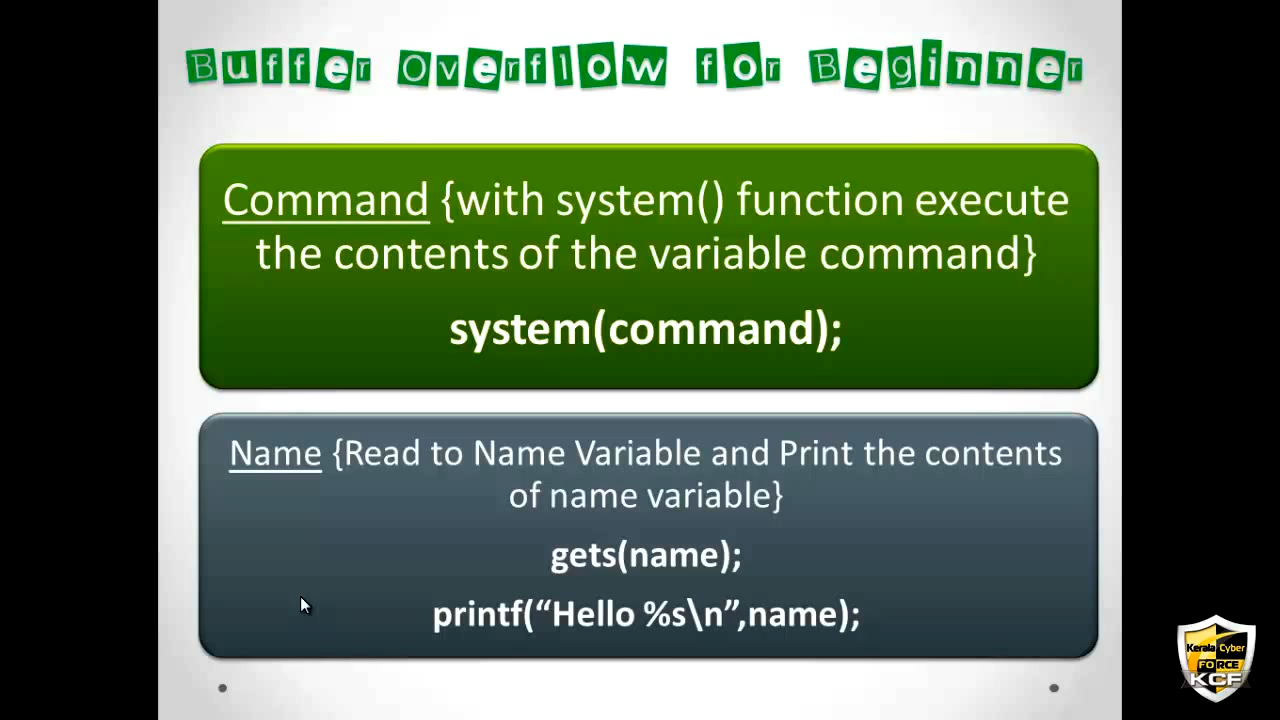 Buffer Overflow for Beginner
Command {with system() function execute
the contents of the variable command}
system(command);
Name {Read to Name Variable and Print the contents
of name variable}
gets(name);
printf(“Hello %s\n”,name);
Kerala Cyber
FORCE
KCF